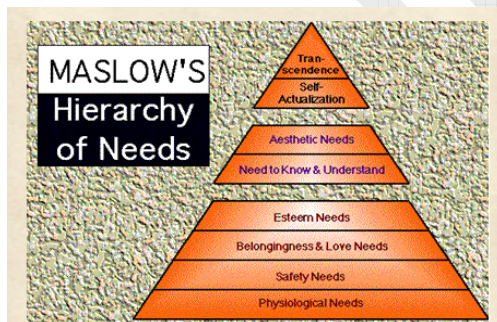 MASLOW'S
Hierarchy
of Needs
Tran-
scendence
Self-
Actualization
Aesthetic Needs
Need to Know & Understand
Esteem Needs
Belongingness & Love Needs
Safety Needs
Physiological Needs